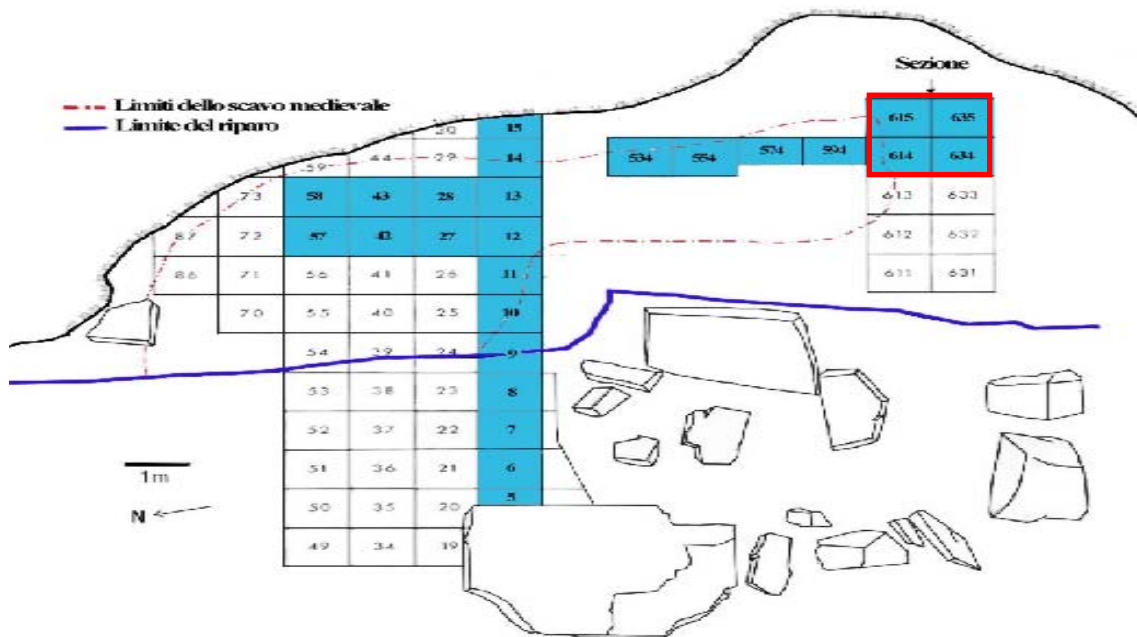 Sezione
Limiti dello scavo medievale
Limite del riparo
30 15 615 635
59 44 29 14 534 554 574 594 614 634
73 58 43 28 13 613 633
87 72 57 42 27 12 612 632
86 71 56 41 26 11 611 631
70 55 40 25 10
54 39 24 9
53 38 23 8
52 37 22 7
51 36 21 6
1m
N 50 35 20 5
49 34 19